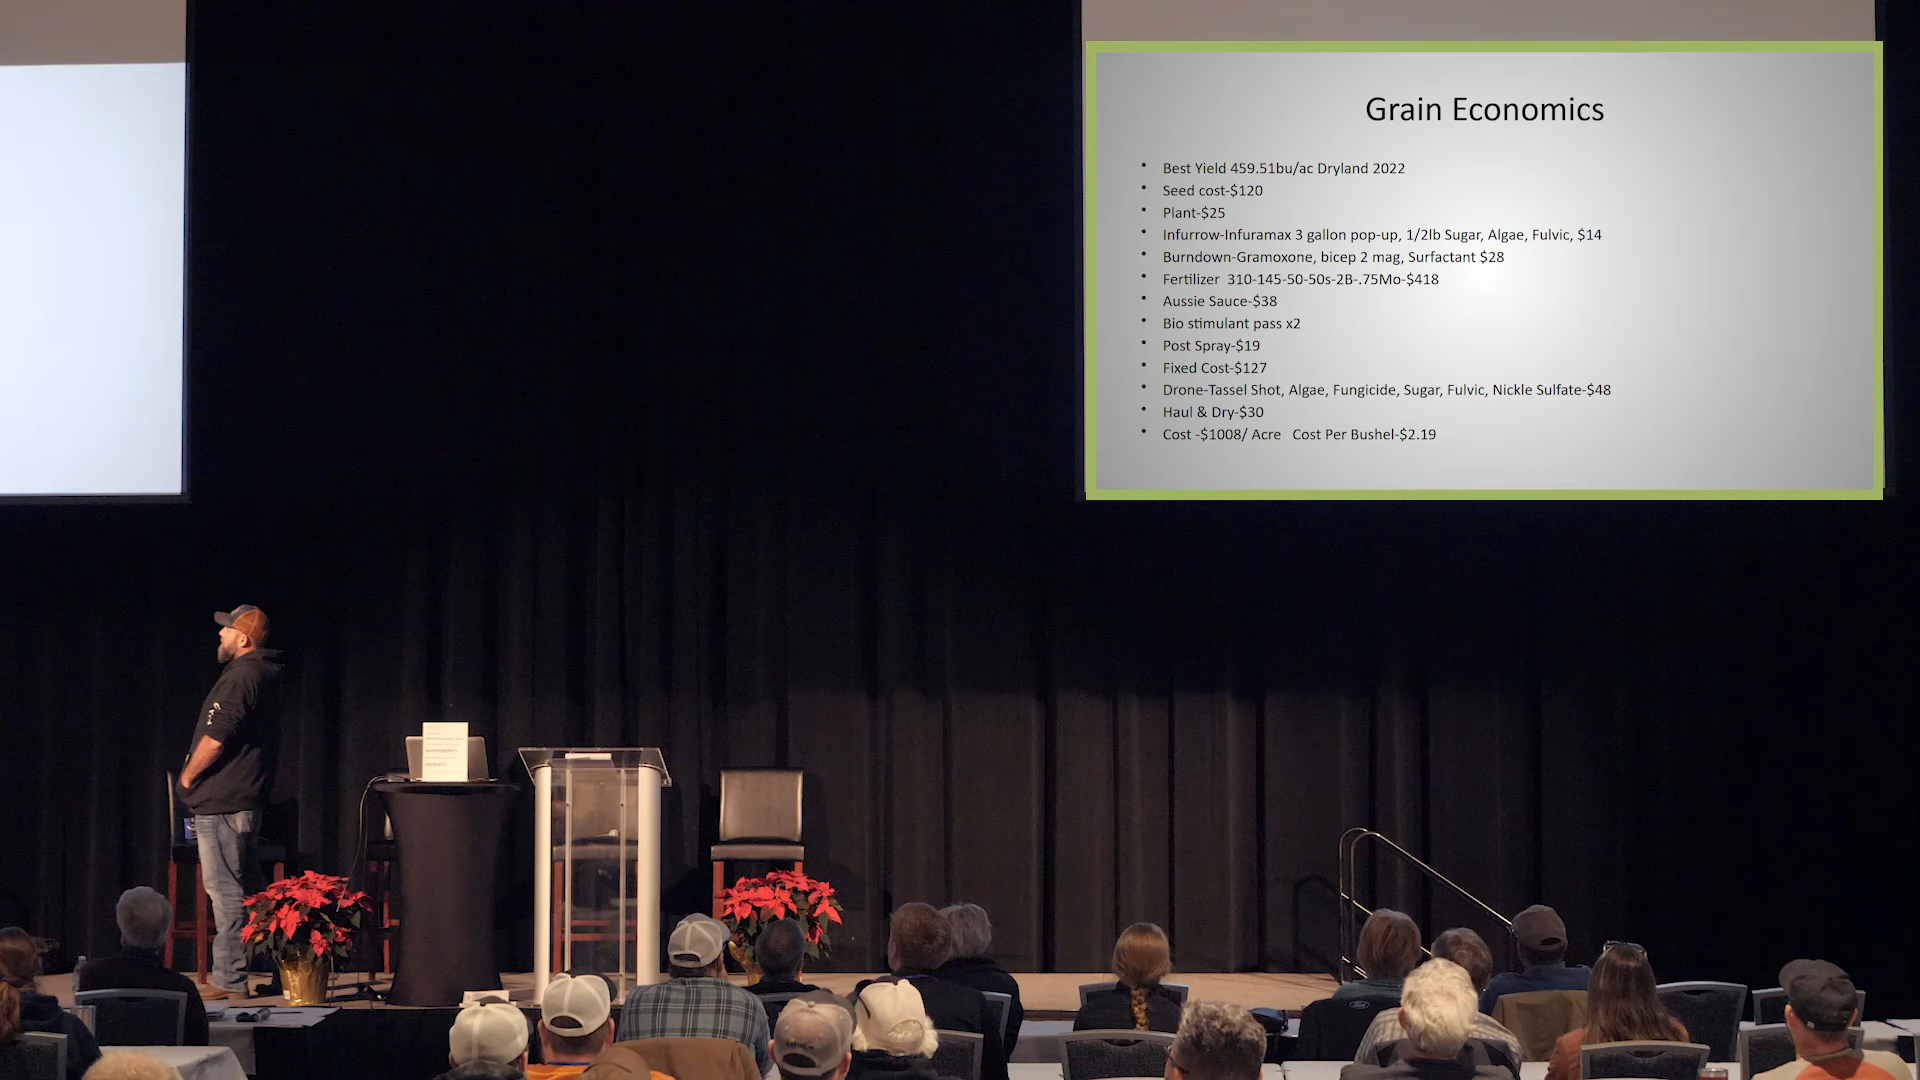 Grain Economics
• Best Yield 459.51bu/ac Dryland 2022
• Seed cost-$120
• Plant-$25
• Infurrow-Infuramax 3 gallon pop-up, 1/2lb Sugar, Algae, Fulvic, $14
• Burndown-Gramoxone, bicep 2 mag, Surfactant $28
• Fertilizer  310-145-50-50s-2B-.75Mo-$418
• Aussie Sauce-$38
• Bio stimulant pass x2
• Post Spray-$19
• Fixed Cost-$127
• Drone-Tassel Shot, Algae, Fungicide, Sugar, Fulvic, Nickle Sulfate-$48
• Haul & Dry-$30
• Cost -$1008/ Acre   Cost Per Bushel-$2.19
Ford